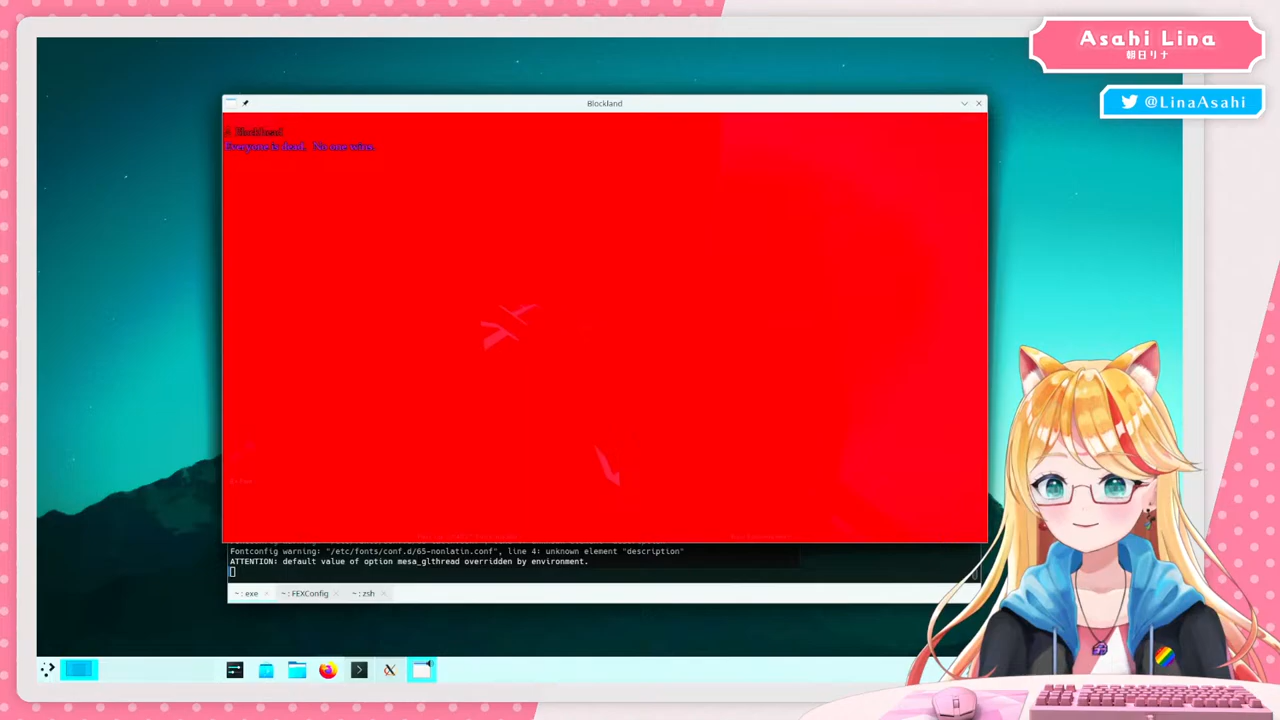 Asahi Lina
朝日リナ
@LinaAsahi
Blockland
Everyone is dead. No one wins.
Fontconfig warning: "/etc/fonts/conf.d/65-nonlatin.conf", line 4: unknown element "description"
ATTENTION: default value of option mesa_glthread overridden by environment.
~ : exe
~ : FEXConfig
~ : zsh